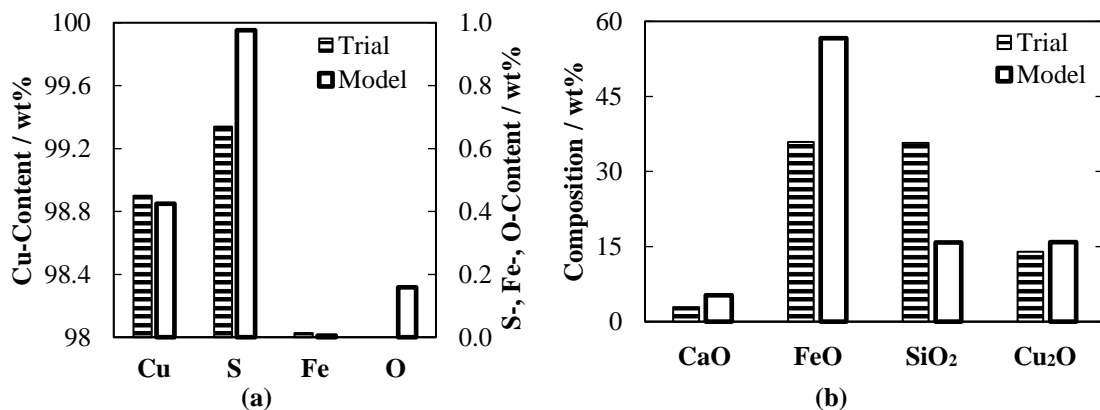 Cu-Content / wt%
100
99.6
99.2
98.8
98.4
98
Trial
Model
1.0
0.8
0.6
0.4
0.2
0.0
S-, Fe-, O-Content / wt%
Cu S Fe O
(a)
Composition / wt%
60
45
30
15
0
Trial
Model
CaO FeO SiO₂ Cu₂O
(b)